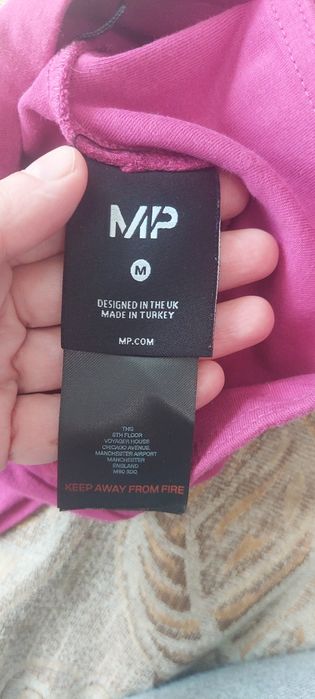 MP
M
DESIGNED IN THE UK
MADE IN TURKEY
MP.COM
THG
5TH FLOOR
VOYAGER HOUSE
CHICAGO AVENUE,
MANCHESTER AIRPORT
MANCHESTER
ENGLAND
M90 3DQ
KEEP AWAY FROM FIRE